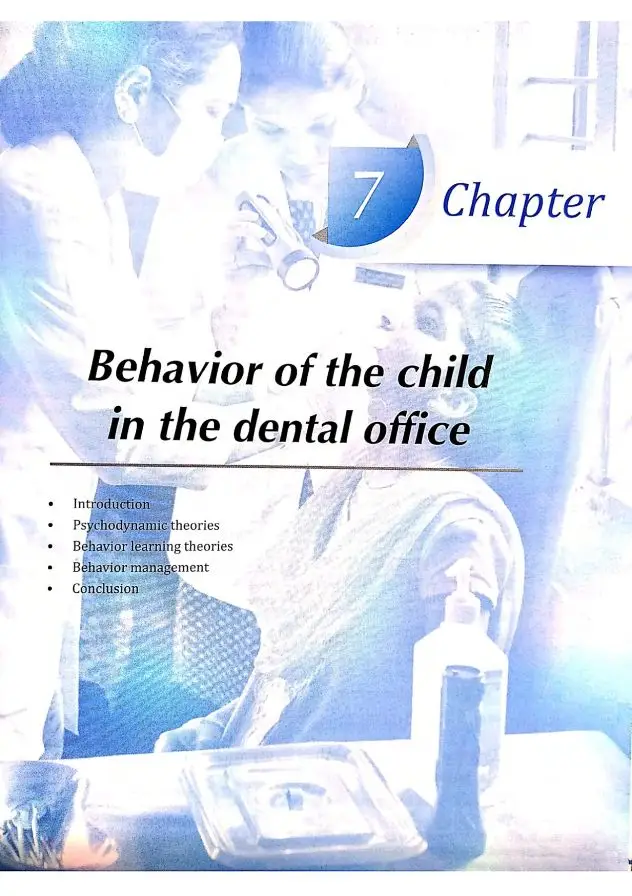 7
Chapter
Behavior of the child
in the dental office
• Introduction
• Psychodynamic theories
• Behavior learning theories
• Behavior management
• Conclusion